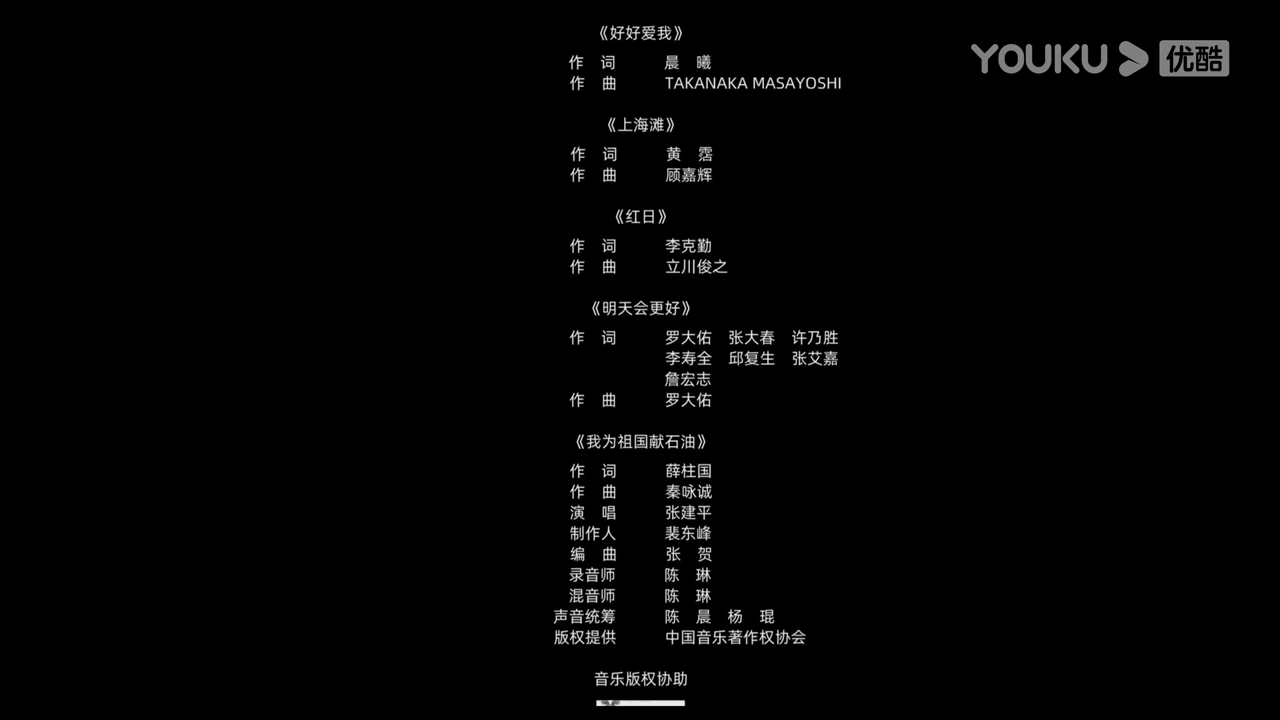 YOUKU 优酷
《好好爱我》
作 词 晨 曦
作 曲 TAKANAKA MASAYOSHI
《上海滩》
作 词 黄 霑
作 曲 顾嘉辉
《红日》
作 词 李克勤
作 曲 立川俊之
《明天会更好》
作 词 罗大佑 张大春 许乃胜
李寿全 邱复生 张艾嘉
詹宏志
作 曲 罗大佑
《我为祖国献石油》
作 词 薛柱国
作 曲 秦咏诚
演 唱 张建平
制作人 裴东峰
编 曲 张 贺
录音师 陈 琳
混音师 陈 琳
声音统筹 陈 晨 杨 琨
版权提供 中国音乐著作权协会
音乐版权协助